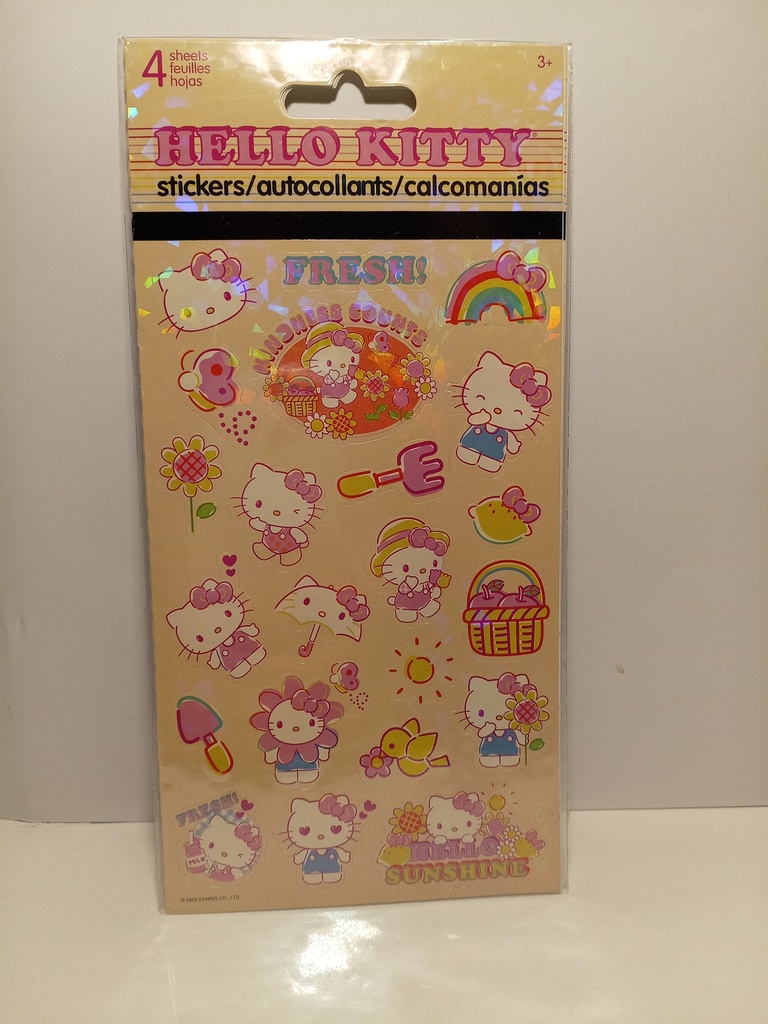 4 sheets
feuilles
hojas
3+
HELLO KITTY®
stickers/autocollants/calcomanías
FRESH!
KINDNESS COUNTS
FRESH!
MILK
HELLO
SUNSHINE
© 2022 SANRIO CO., LTD.